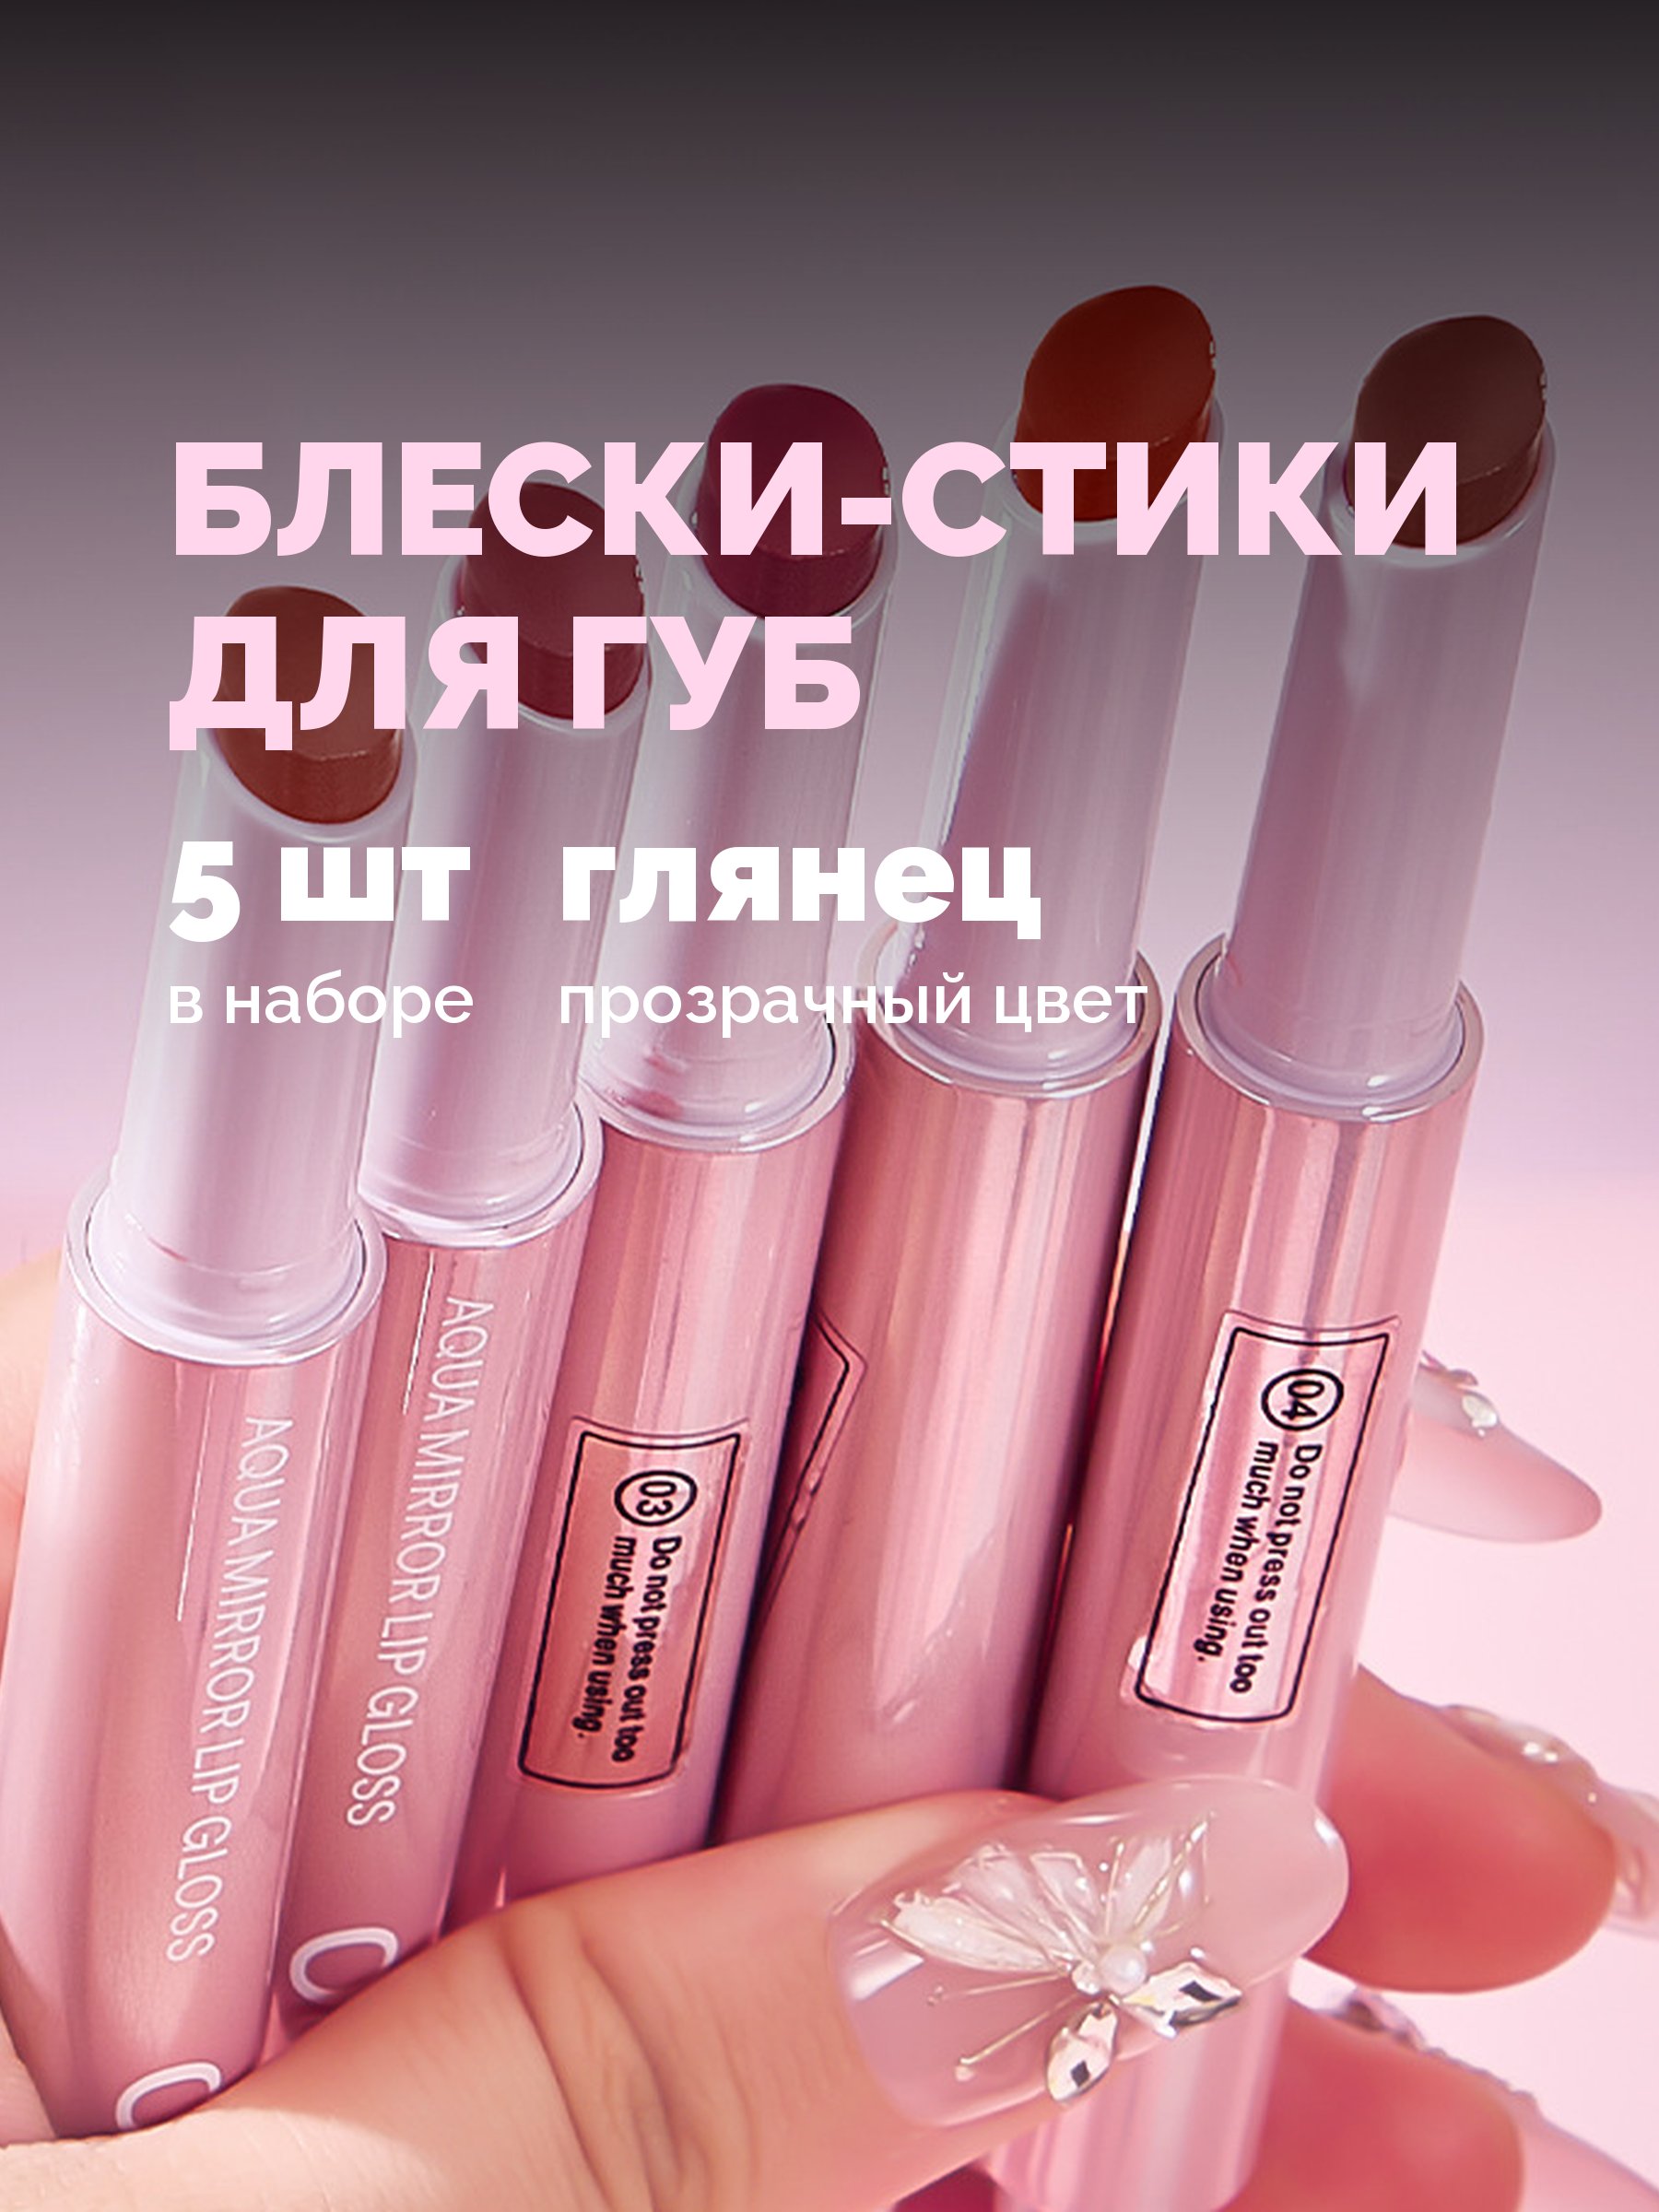 БЛЕСКИ-СТИКИ
ДЛЯ ГУБ
5 шт
в наборе
глянец
прозрачный цвет
AQUA MIRROR LIP GLOSS
AQUA MIRROR LIP GLOSS
03 Do not press out too
much when using.
04 Do not press out too
much when using.